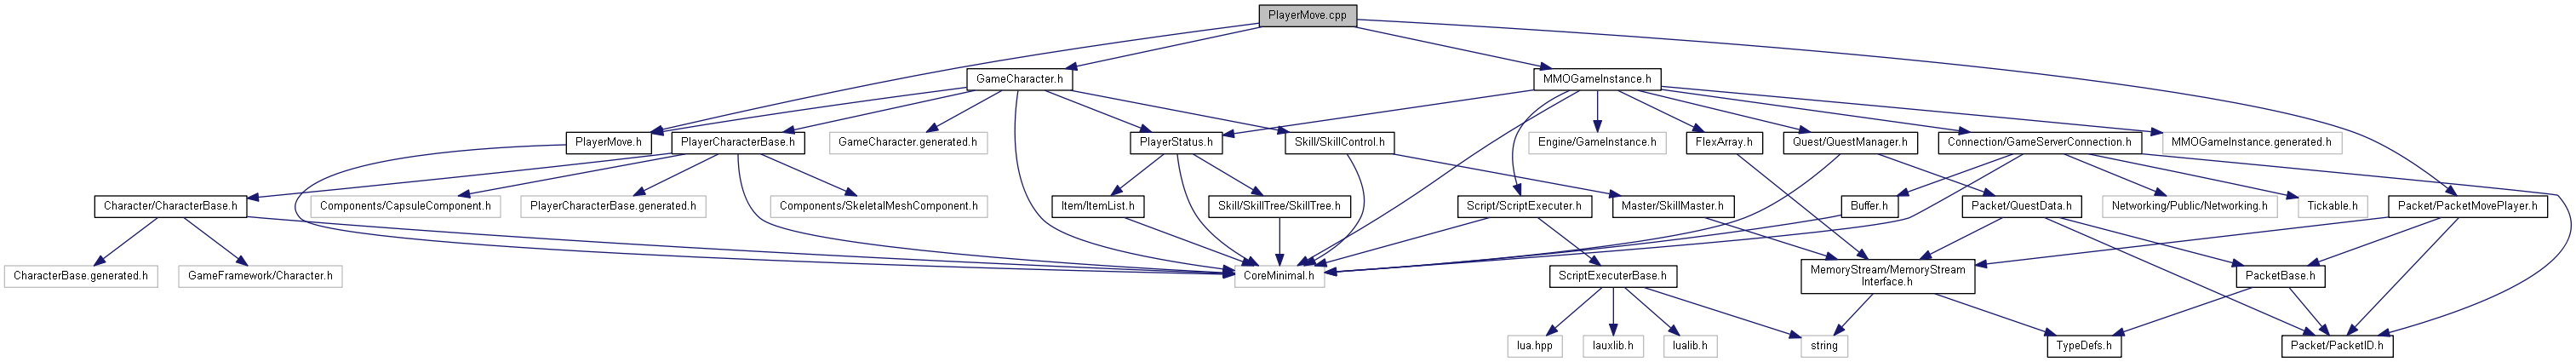 PlayerMove.cpp
GameCharacter.h
MMOGameInstance.h
PlayerMove.h
PlayerCharacterBase.h
GameCharacter.generated.h
PlayerStatus.h
Skill/SkillControl.h
Engine/GameInstance.h
FlexArray.h
Quest/QuestManager.h
Connection/GameServerConnection.h
MMOGameInstance.generated.h
Character/CharacterBase.h
Components/CapsuleComponent.h
PlayerCharacterBase.generated.h
Components/SkeletalMeshComponent.h
Item/ItemList.h
Skill/SkillTree/SkillTree.h
Script/ScriptExecuter.h
Master/SkillMaster.h
Buffer.h
Packet/QuestData.h
Networking/Public/Networking.h
Tickable.h
Packet/PacketMovePlayer.h
CharacterBase.generated.h
GameFramework/Character.h
CoreMinimal.h
ScriptExecuterBase.h
MemoryStream/MemoryStream
Interface.h
PacketBase.h
lua.hpp
lauxlib.h
lualib.h
string
TypeDefs.h
Packet/PacketID.h